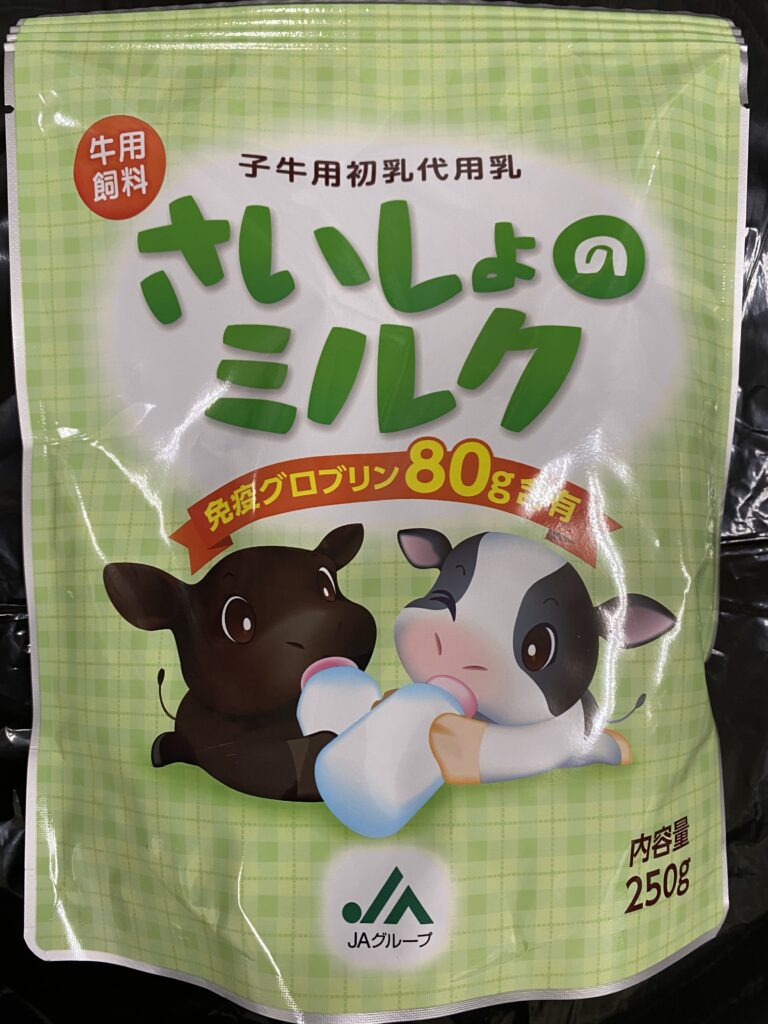 牛用
飼料
子牛用初乳代用乳
さいしょの
ミルク
免疫グロブリン80g含有
JAグループ
内容量
250g